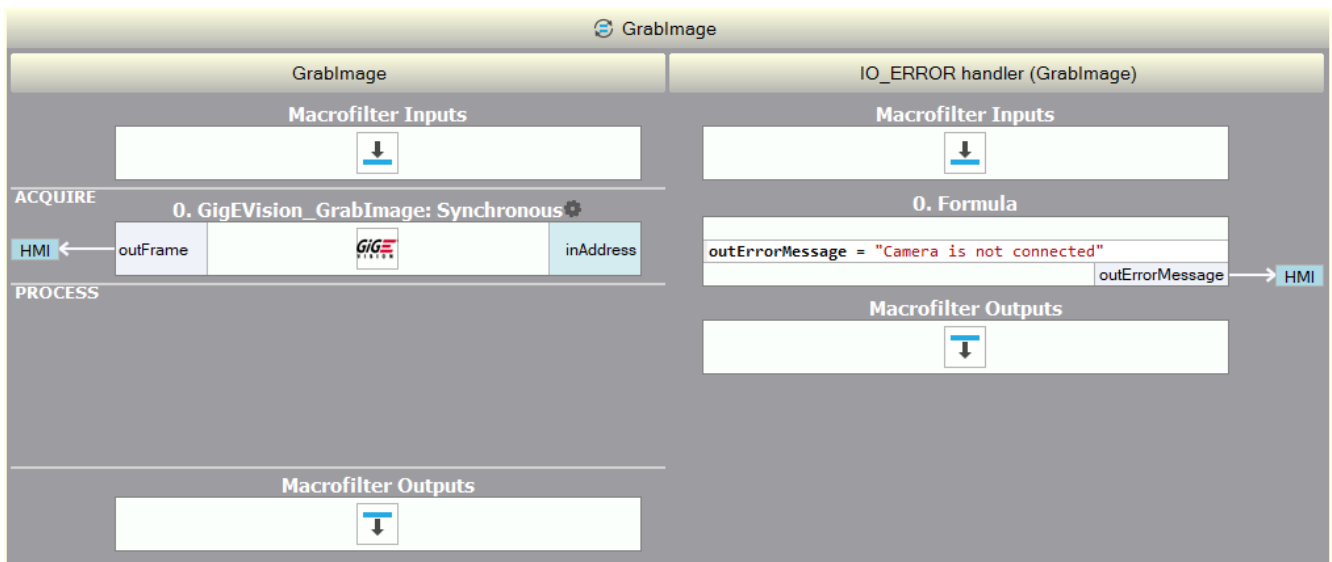 GrabImage
GrabImage
IO_ERROR handler (GrabImage)
Macrofilter Inputs
ACQUIRE
0. GigEVision_GrabImage: Synchronous
HMI
outFrame
GiGE
VISION
inAddress
PROCESS
Macrofilter Outputs
Macrofilter Inputs
0. Formula
outErrorMessage = "Camera is not connected"
outErrorMessage
HMI
Macrofilter Outputs